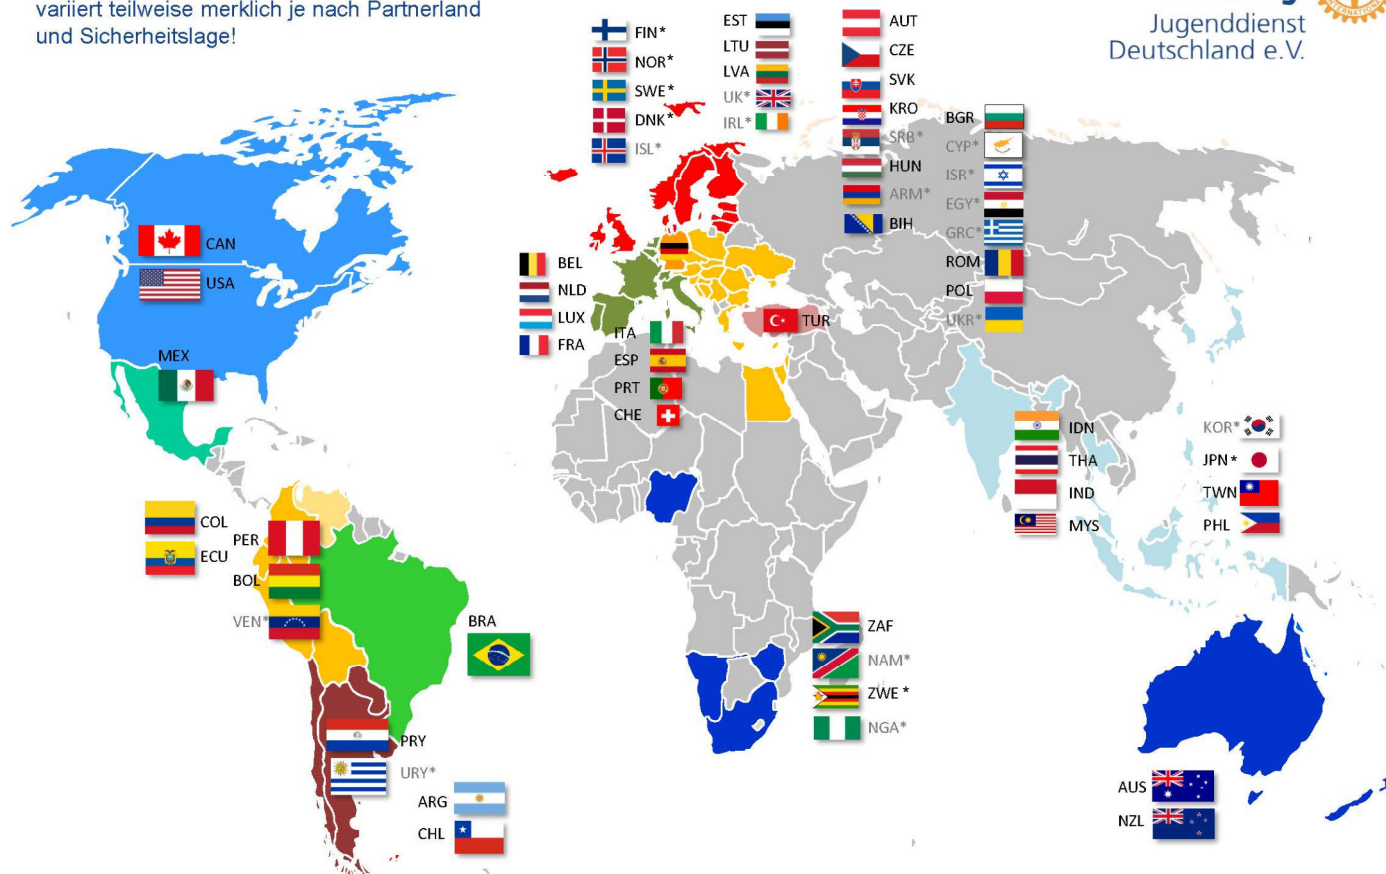 variiert teilweise merklich je nach Partnerland
und Sicherheitslage!
Jugenddienst
Deutschland e.V.
FIN*
NOR*
SWE*
DNK*
ISL*
EST
LTU
LVA
UK*
IRL*
AUT
CZE
SVK
KRO
SRB*
HUN
ARM*
BIH
BGR
CYP*
ISR*
EGY*
GRC*
ROM
POL
UKR*
CAN
USA
MEX
BEL
NLD
LUX
FRA
ITA
ESP
PRT
CHE
TUR
IDN
THA
IND
MYS
KOR*
JPN*
TWN
PHL
COL
ECU
PER
BOL
VEN*
BRA
PRY
URY*
ARG
CHL
ZAF
NAM*
ZWE *
NGA*
AUS
NZL